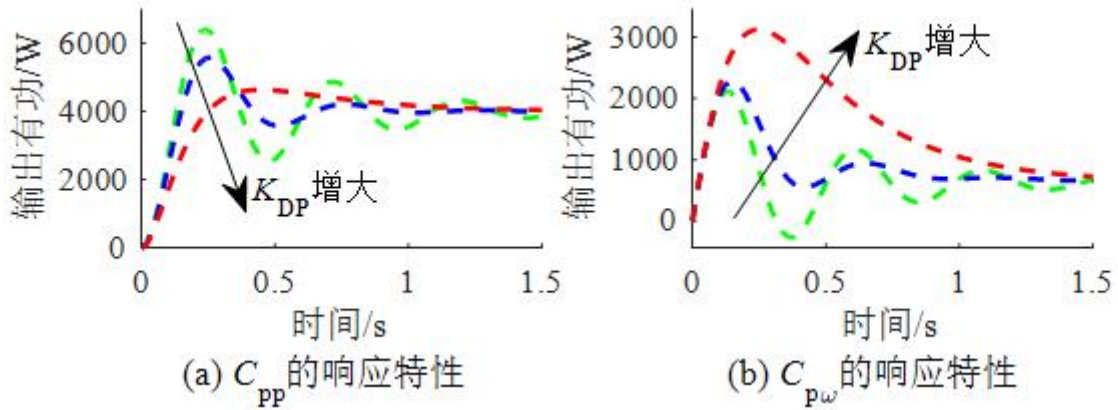 输出有功/W
6000
4000
2000
0
K_DP增大
0 0.5 1 1.5
时间/s
(a) C_pp的响应特性
输出有功/W
3000
2000
1000
0
K_DP增大
0 0.5 1 1.5
时间/s
(b) C_pω的响应特性